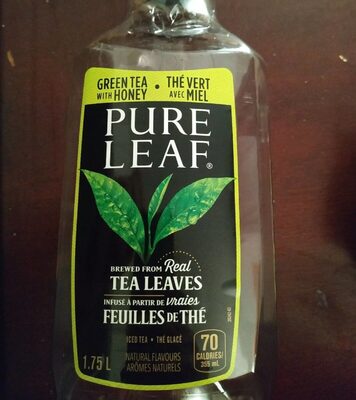 GREEN TEA • THÉ VERT
WITH HONEY AVEC MIEL
PURE
LEAF®
BREWED FROM Real
TEA LEAVES
INFUSÉ À PARTIR DE vraies
FEUILLES DE THÉ
ICED TEA • THÉ GLACÉ
NATURAL FLAVOURS
ARÔMES NATURELS
1.75 L
70
CALORIES/
355 mL